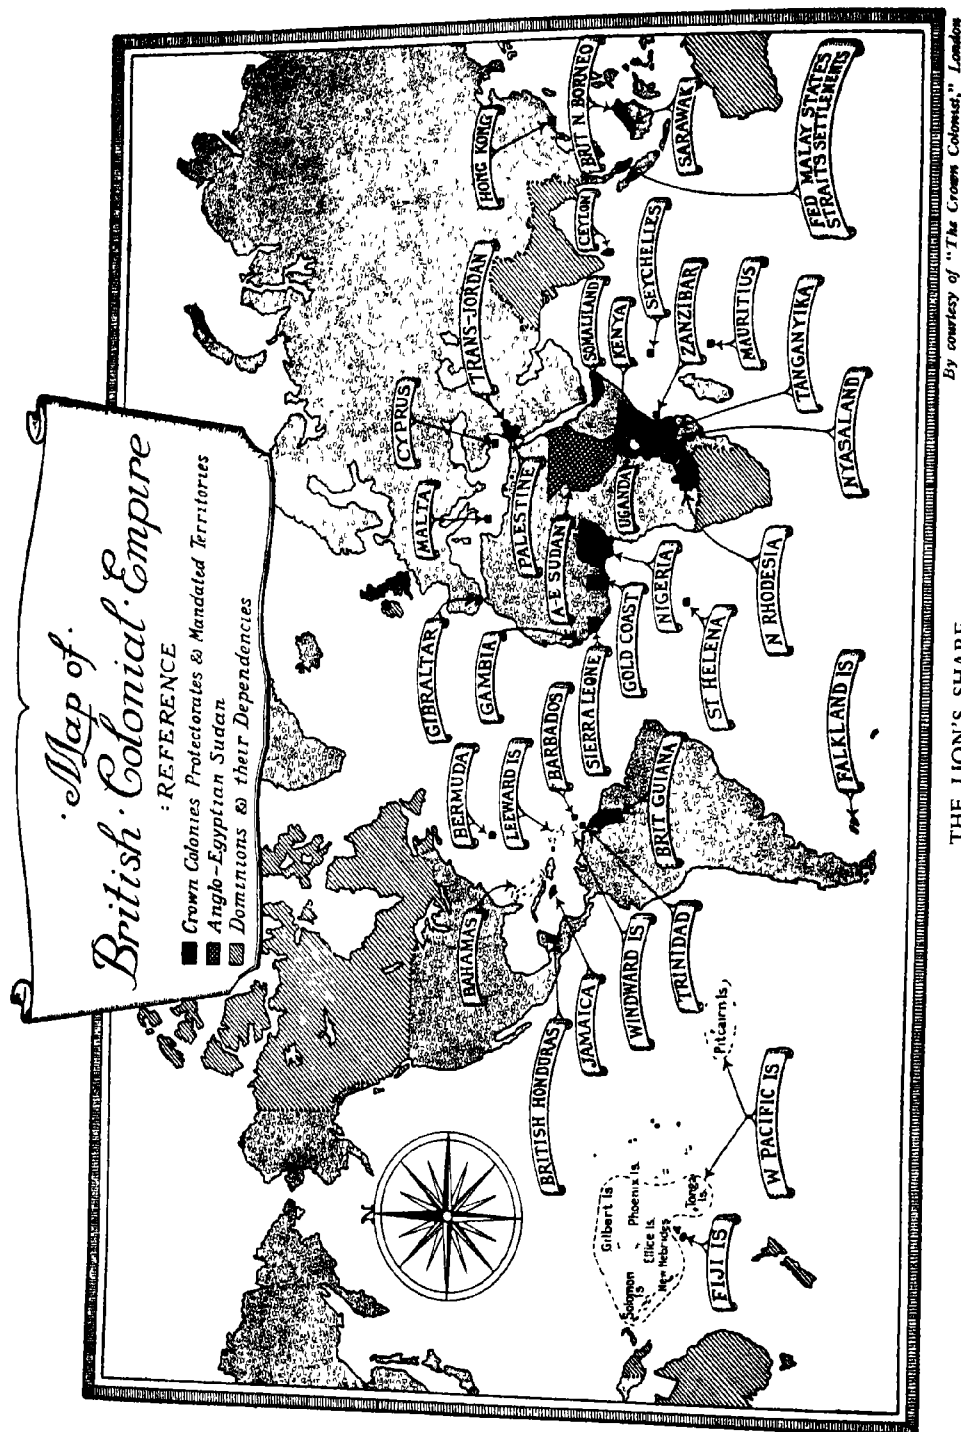 ·Map of·
British·Colonial·Empire
:REFERENCE
Crown Colonies Protectorates & Mandated Territories
Anglo-Egyptian Sudan
Dominions & their Dependencies
GIBRALTAR
MALTA
CYPRUS
TRANS-JORDAN
HONG KONG
GAMBIA
PALESTINE
BERMUDA
LEEWARD IS
BAHAMAS
A-E SUDAN
BARBADOS
SIERRA LEONE
GOLD COAST
NIGERIA
UGANDA
SOMALILAND
KENYA
CEYLON
BRIT N BORNEO
SEYCHELLES
SARAWAK
ZANZIBAR
MAURITIUS
TANGANYIKA
NYASALAND
FED MALAY STATES
STRAITS SETTLEMENTS
BRITISH HONDURAS
JAMAICA
WINDWARD IS
TRINIDAD
BRIT GUIANA
ST HELENA
N RHODESIA
FALKLAND IS
Gilbert Is
Phoenix Is.
Ellice Is.
Solomon
Is
New Hebrides
Tonga
Is.
Pitcairn Is,
FIJI IS
W PACIFIC IS
N
By courtesy of "The Crown Colonist," London
THE LION'S SHARE